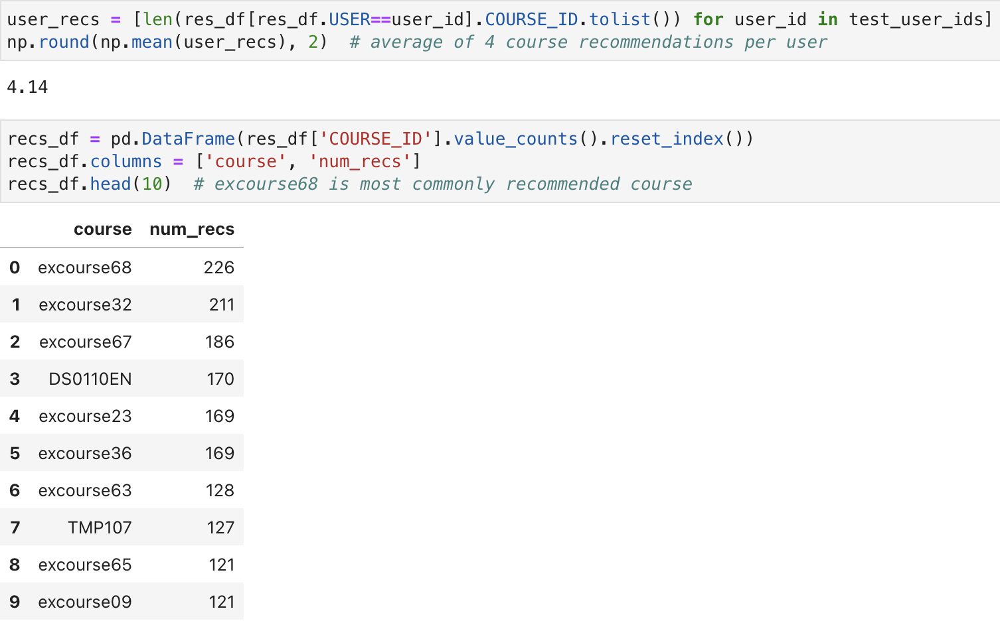 user_recs = [len(res_df[res_df.USER==user_id].COURSE_ID.tolist()) for user_id in test_user_ids]
np.round(np.mean(user_recs), 2)  # average of 4 course recommendations per user
4.14
recs_df = pd.DataFrame(res_df['COURSE_ID'].value_counts().reset_index())
recs_df.columns = ['course', 'num_recs']
recs_df.head(10)  # excourse68 is most commonly recommended course
course num_recs
0 excourse68 226
1 excourse32 211
2 excourse67 186
3 DS0110EN 170
4 excourse23 169
5 excourse36 169
6 excourse63 128
7 TMP107 127
8 excourse65 121
9 excourse09 121